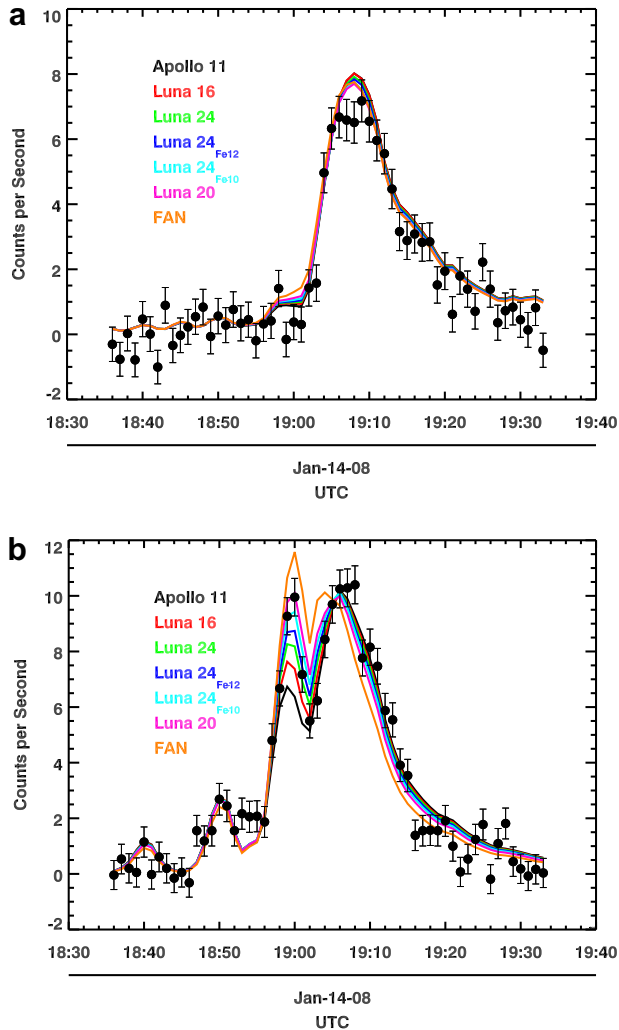 a
10
8
6
4
2
0
-2
Counts per Second
Apollo 11
Luna 16
Luna 24
Luna 24Fe12
Luna 24Fe10
Luna 20
FAN
18:30 18:40 18:50 19:00 19:10 19:20 19:30 19:40
Jan-14-08
UTC
b
12
10
8
6
4
2
0
-2
Counts per Second
Apollo 11
Luna 16
Luna 24
Luna 24Fe12
Luna 24Fe10
Luna 20
FAN
18:30 18:40 18:50 19:00 19:10 19:20 19:30 19:40
Jan-14-08
UTC